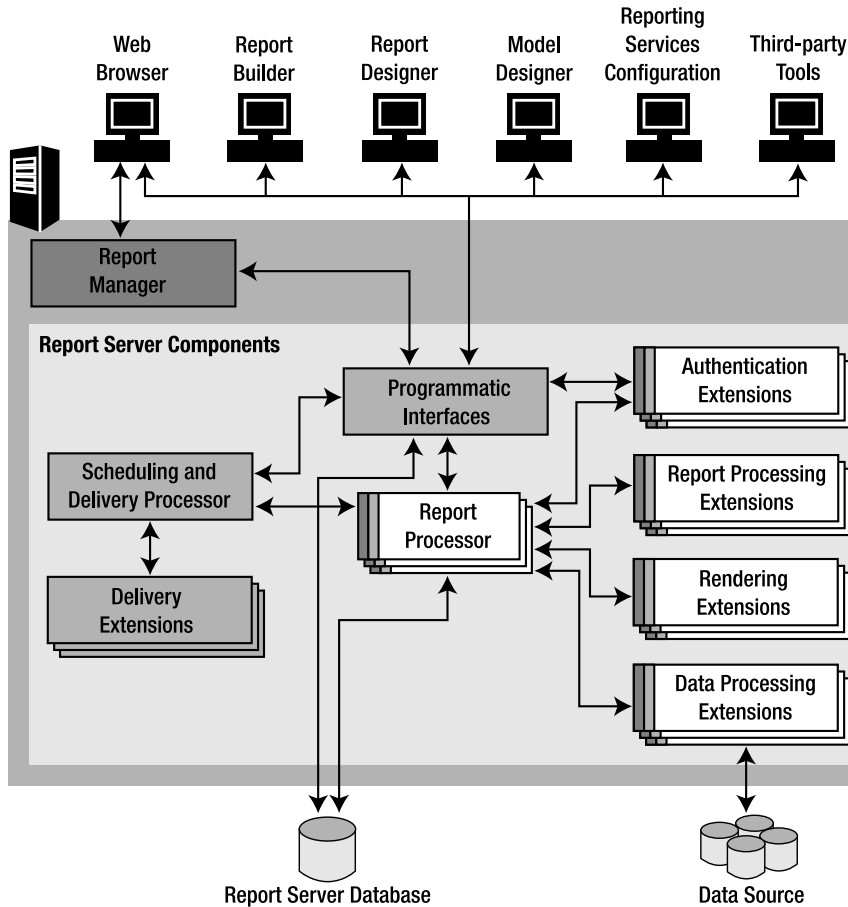 Web
Browser
Report
Builder
Report
Designer
Model
Designer
Reporting
Services
Configuration
Third-party
Tools
Report
Manager
Report Server Components
Programmatic
Interfaces
Authentication
Extensions
Scheduling and
Delivery Processor
Report Processing
Extensions
Report
Processor
Delivery
Extensions
Rendering
Extensions
Data Processing
Extensions
Report Server Database
Data Source